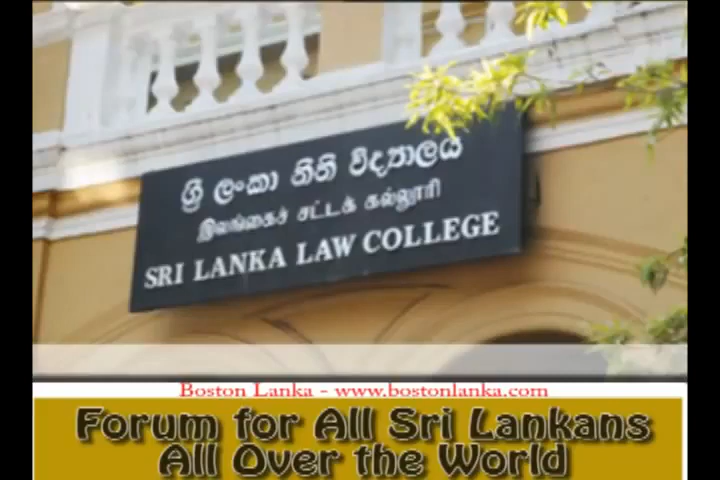 ශ්‍රී ලංකා නීති විද්‍යාලය
இலங்கைச் சட்டக் கல்லூரி
SRI LANKA LAW COLLEGE
Boston Lanka - www.bostonlanka.com
Forum for All Sri Lankans
All Over the World